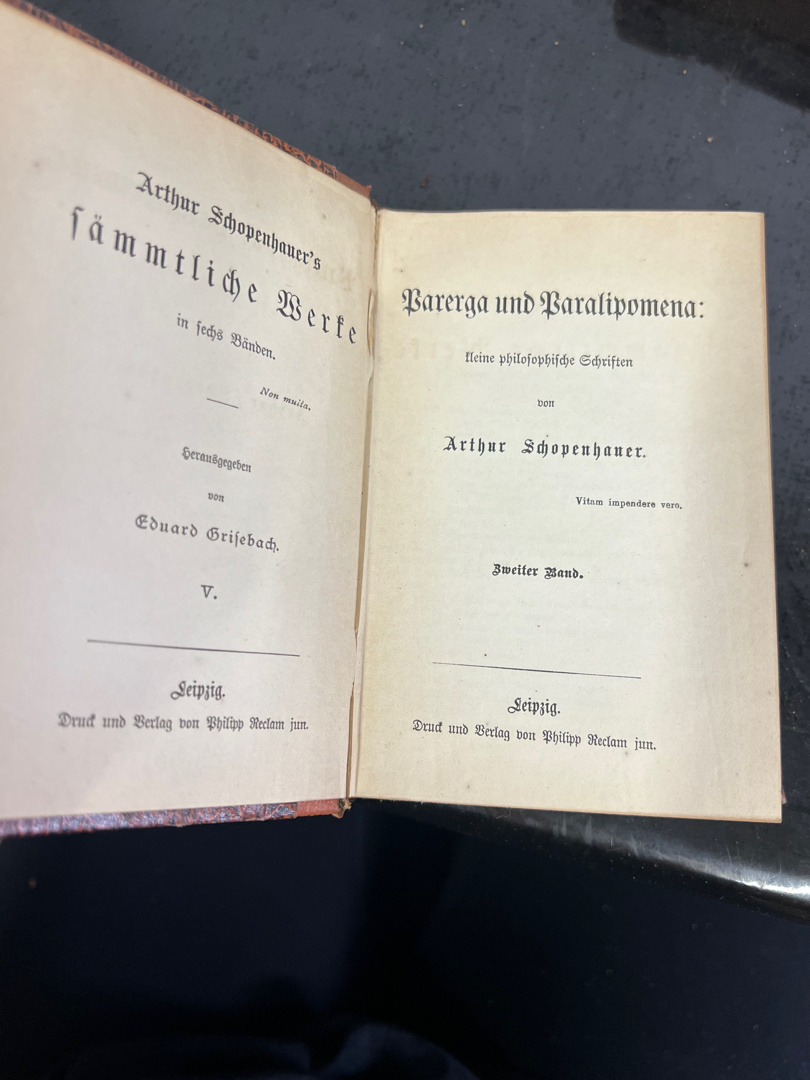 Arthur Schopenhauer's
sämmtliche Werke
in sechs Bänden.
Non multa.
Herausgegeben
von
Eduard Grisebach.
V.
Leipzig.
Druck und Verlag von Philipp Reclam jun.
Parerga und Paralipomena:
kleine philosophische Schriften
von
Arthur Schopenhauer.
Vitam impendere vero.
Zweiter Band.
Leipzig.
Druck und Verlag von Philipp Reclam jun.